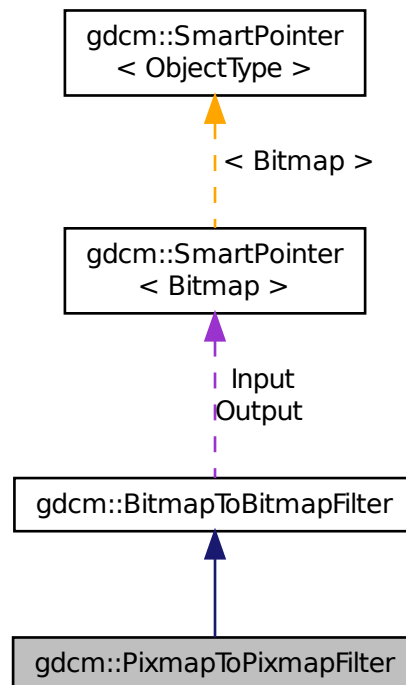 gdcm::SmartPointer
< ObjectType >
< Bitmap >
gdcm::SmartPointer
< Bitmap >
Input
Output
gdcm::BitmapToBitmapFilter
gdcm::PixmapToPixmapFilter